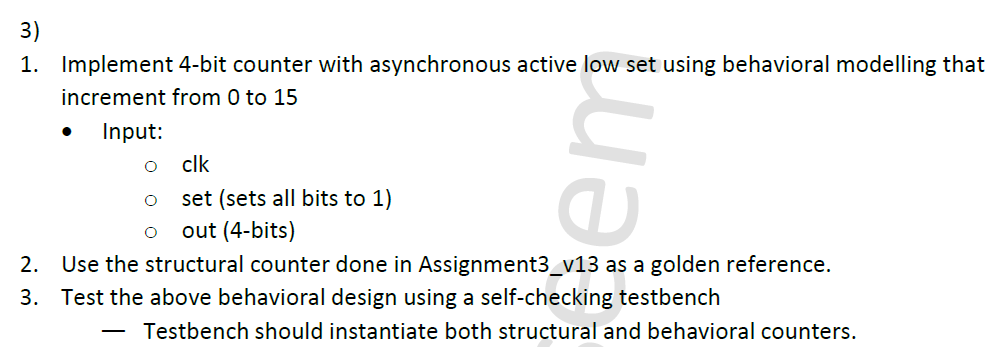 3)
1. Implement 4-bit counter with asynchronous active low set using behavioral modelling that
increment from 0 to 15
• Input:
o clk
o set (sets all bits to 1)
o out (4-bits)
2. Use the structural counter done in Assignment3_v13 as a golden reference.
3. Test the above behavioral design using a self-checking testbench
— Testbench should instantiate both structural and behavioral counters.